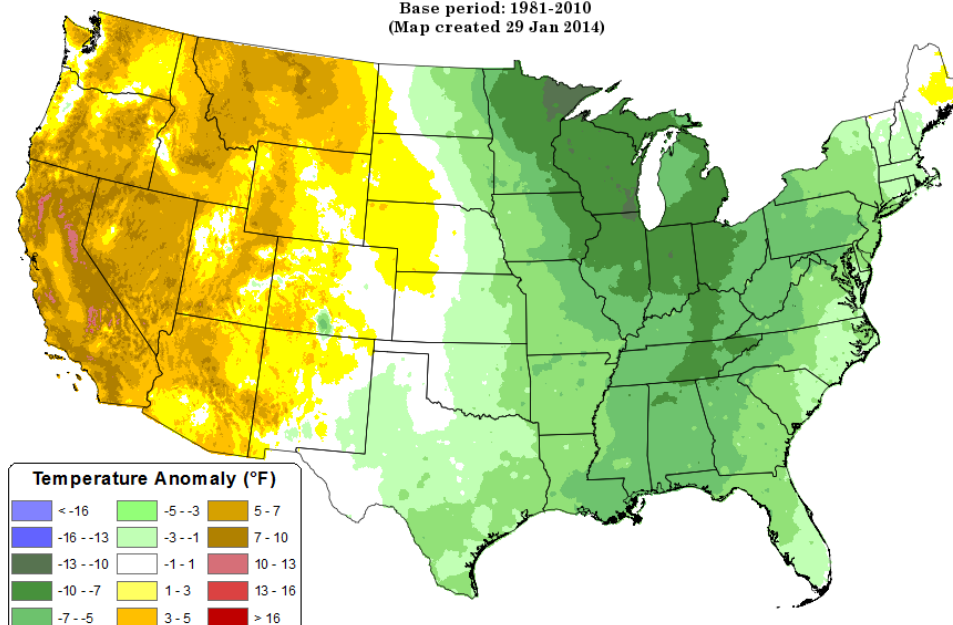 Base period: 1981-2010
(Map created 29 Jan 2014)
Temperature Anomaly (°F)
< -16
-5 - -3
5 - 7
-16 - -13
-3 - -1
7 - 10
-13 - -10
-1 - 1
10 - 13
-10 - -7
1 - 3
13 - 16
-7 - -5
3 - 5
> 16